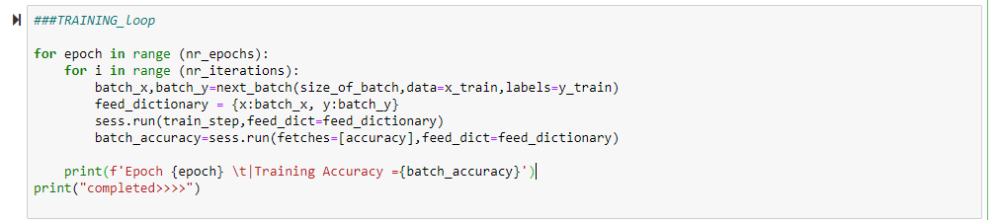 ###TRAINING_loop
for epoch in range (nr_epochs):
    for i in range (nr_iterations):
        batch_x,batch_y=next_batch(size_of_batch,data=x_train,labels=y_train)
        feed_dictionary = {x:batch_x, y:batch_y}
        sess.run(train_step,feed_dict=feed_dictionary)
        batch_accuracy=sess.run(fetches=[accuracy],feed_dict=feed_dictionary)
    print(f'Epoch {epoch} \t|Training Accuracy ={batch_accuracy}')
print("completed>>>>")